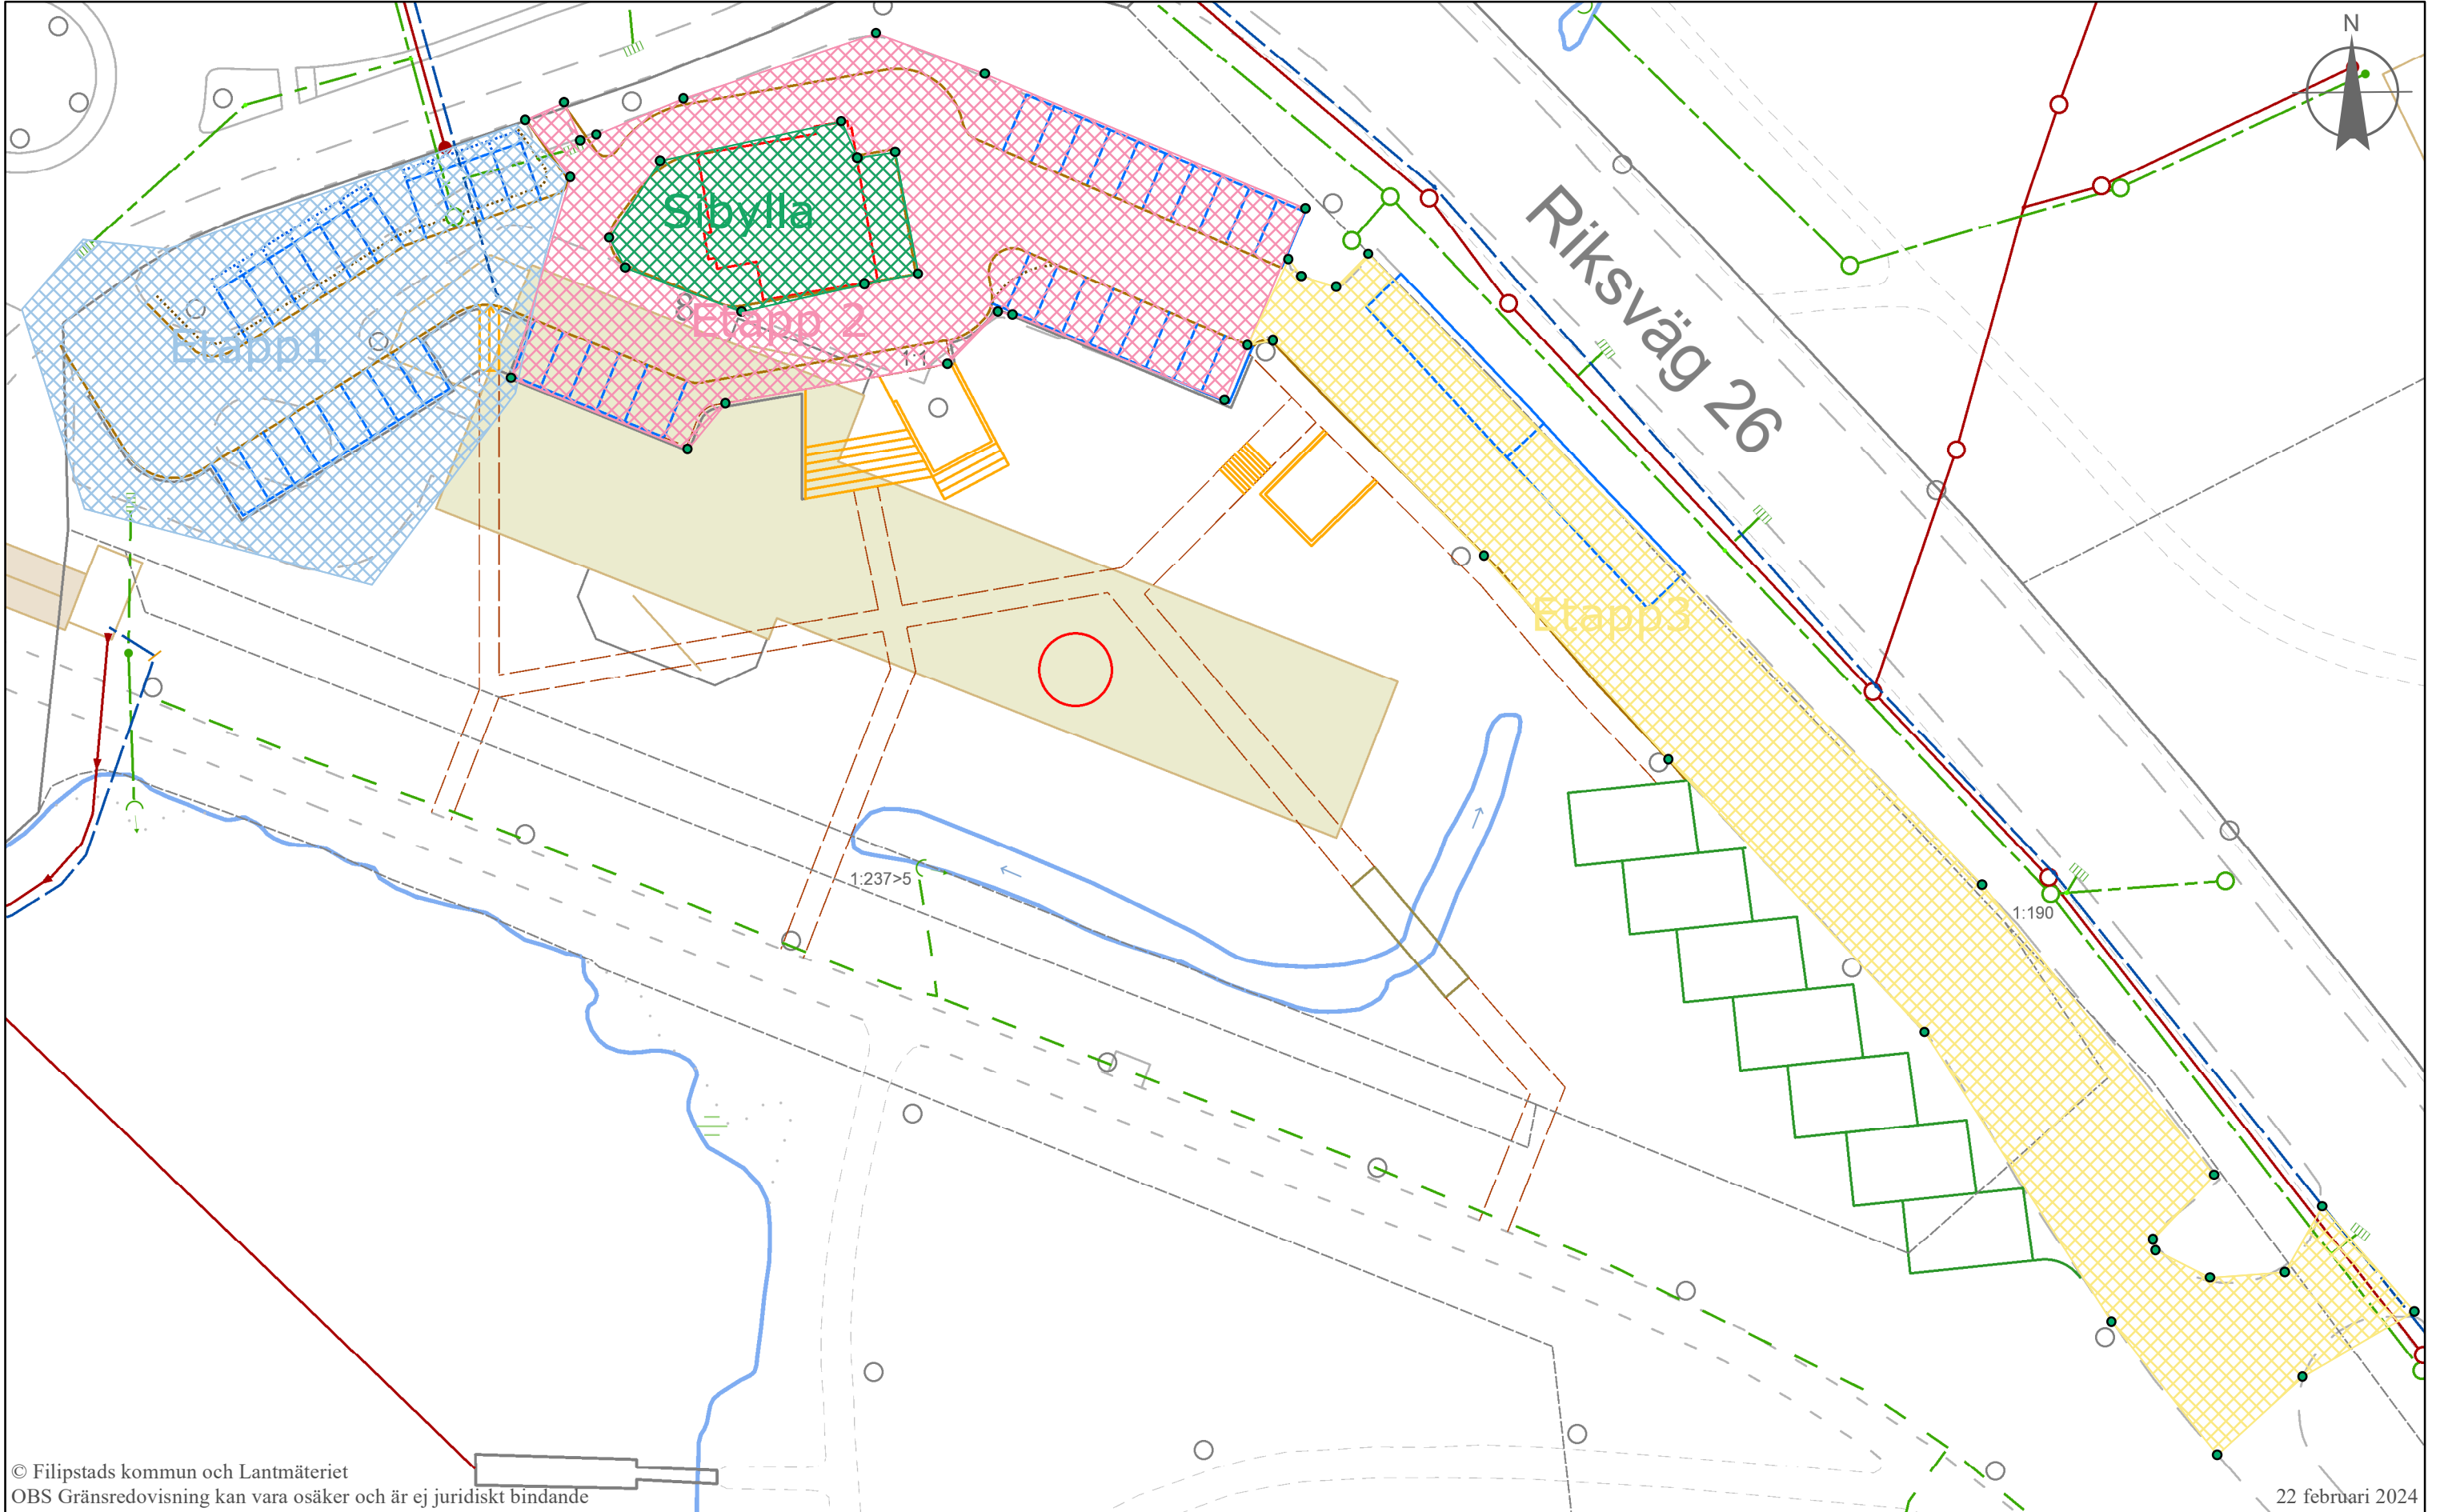 N
Sibylla
8
Etapp 2
Etapp1
1:1
Riksväg 26
Etapp3
1:237>5
1:190
© Filipstads kommun och Lantmäteriet
OBS Gränsredovisning kan vara osäker och är ej juridiskt bindande
22 februari 2024